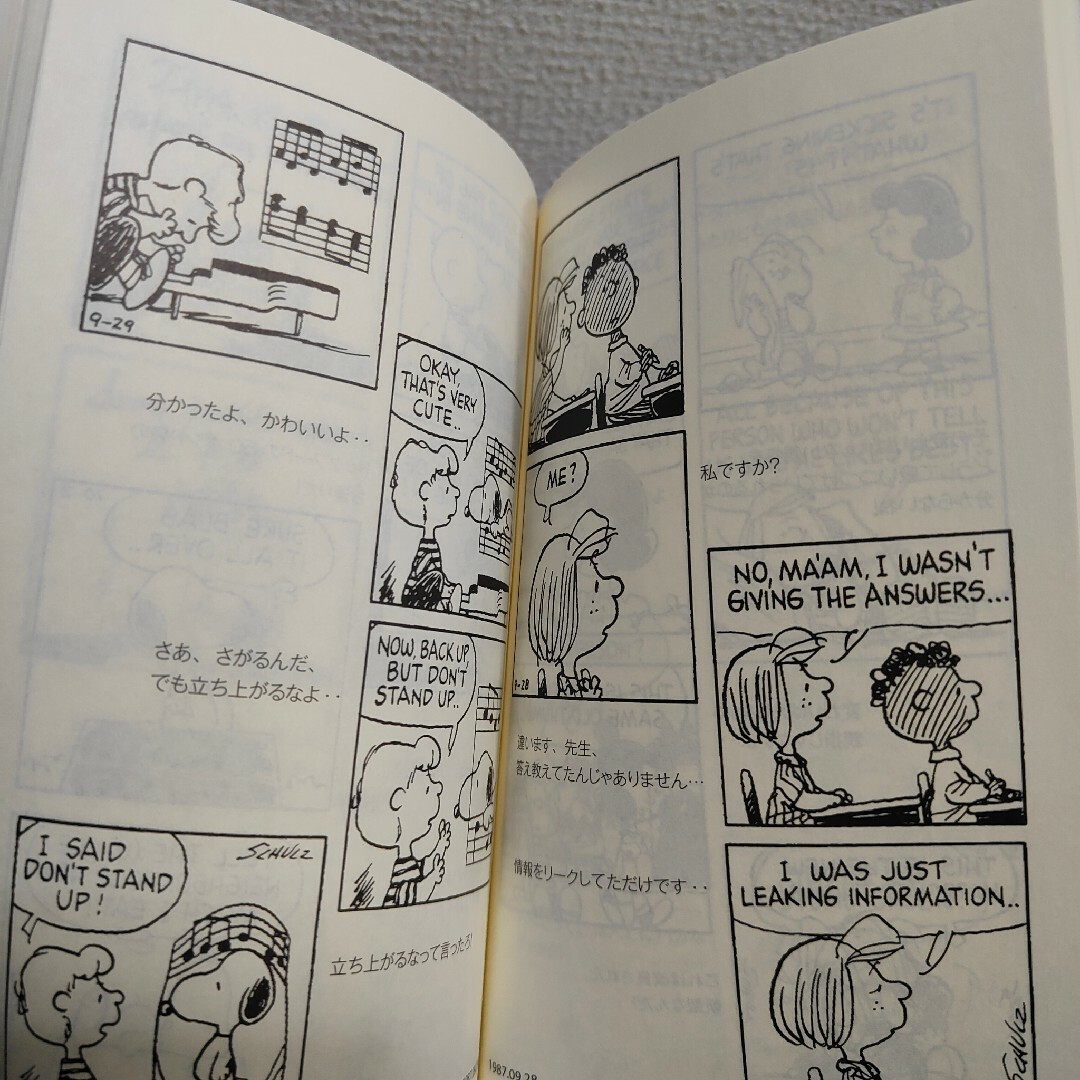 9-29
分かったよ、かわいいよ‥
OKAY,
THAT'S VERY
CUTE..
さあ、さがるんだ、
でも立ち上がるなよ‥
NOW, BACK UP,
BUT DON'T
STAND UP..
I SAID
DON'T STAND
UP!
SCHULZ
立ち上がるなって言ったろ!
ME?
9-28
私ですか?
NO, MA'AM, I WASN'T
GIVING THE ANSWERS...
違います、先生、
答え教えてたんじゃありません…
情報をリークしてただけです‥
I WAS JUST
LEAKING INFORMATION..
SCHULZ
1987.09.28